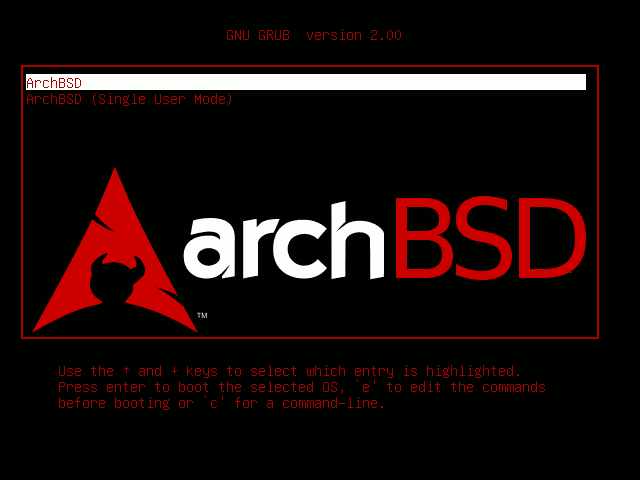 GNU GRUB version 2.00
ArchBSD
ArchBSD (Single User Mode)
archBSD
TM
Use the ↑ and ↓ keys to select which entry is highlighted.
Press enter to boot the selected OS, `e' to edit the commands
before booting or `c' for a command-line.